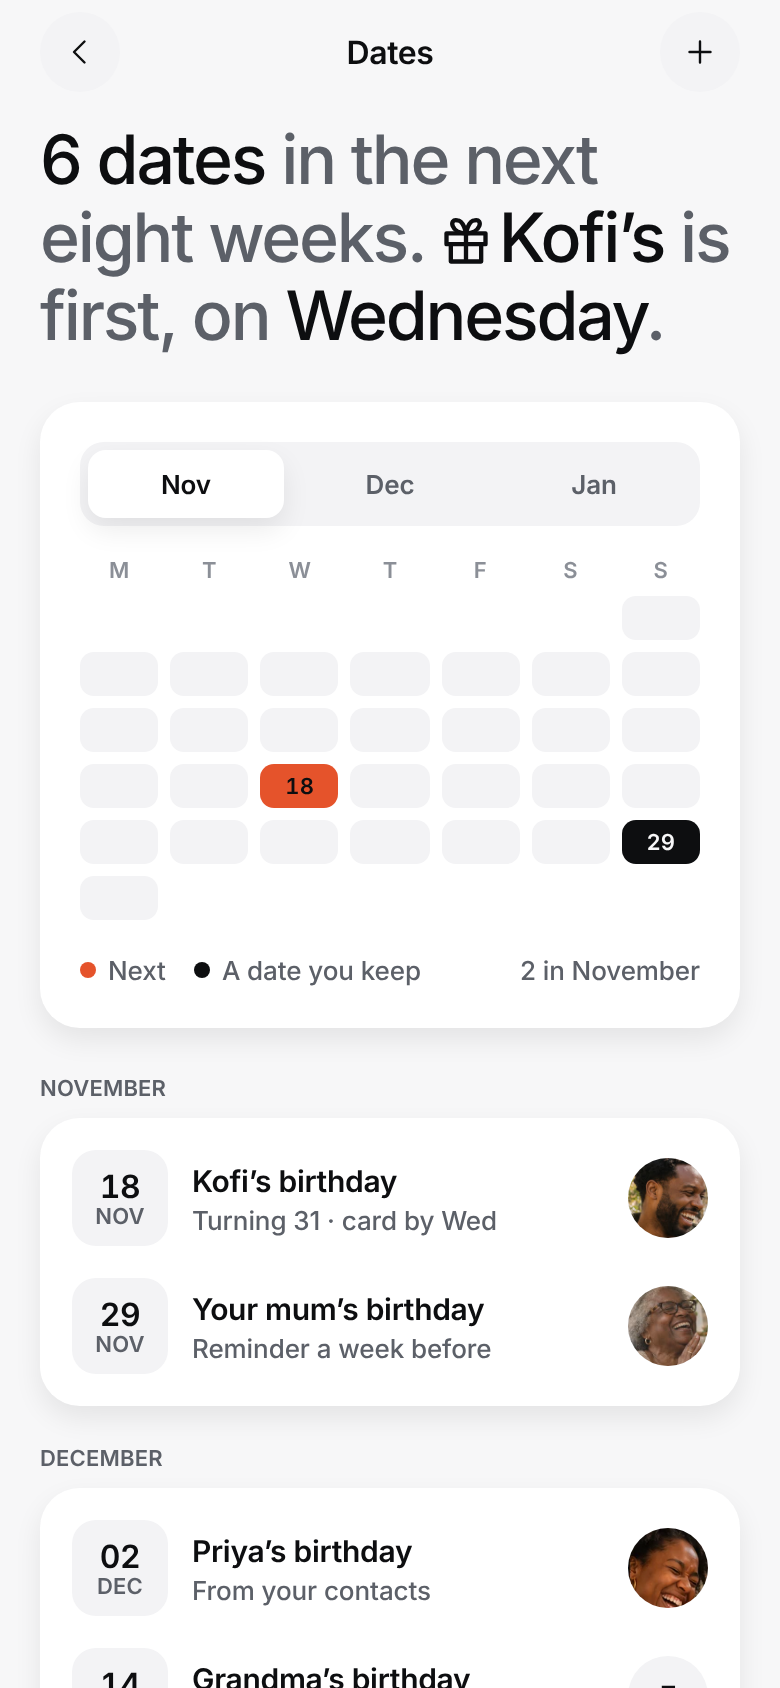 Dates
6 dates in the next
eight weeks. Kofi’s is
first, on Wednesday.
Nov Dec Jan
M T W T F S S
18
29
Next A date you keep 2 in November
NOVEMBER
18
NOV
Kofi’s birthday
Turning 31 · card by Wed
29
NOV
Your mum’s birthday
Reminder a week before
DECEMBER
02
DEC
Priya’s birthday
From your contacts
14
Grandma’s birthday